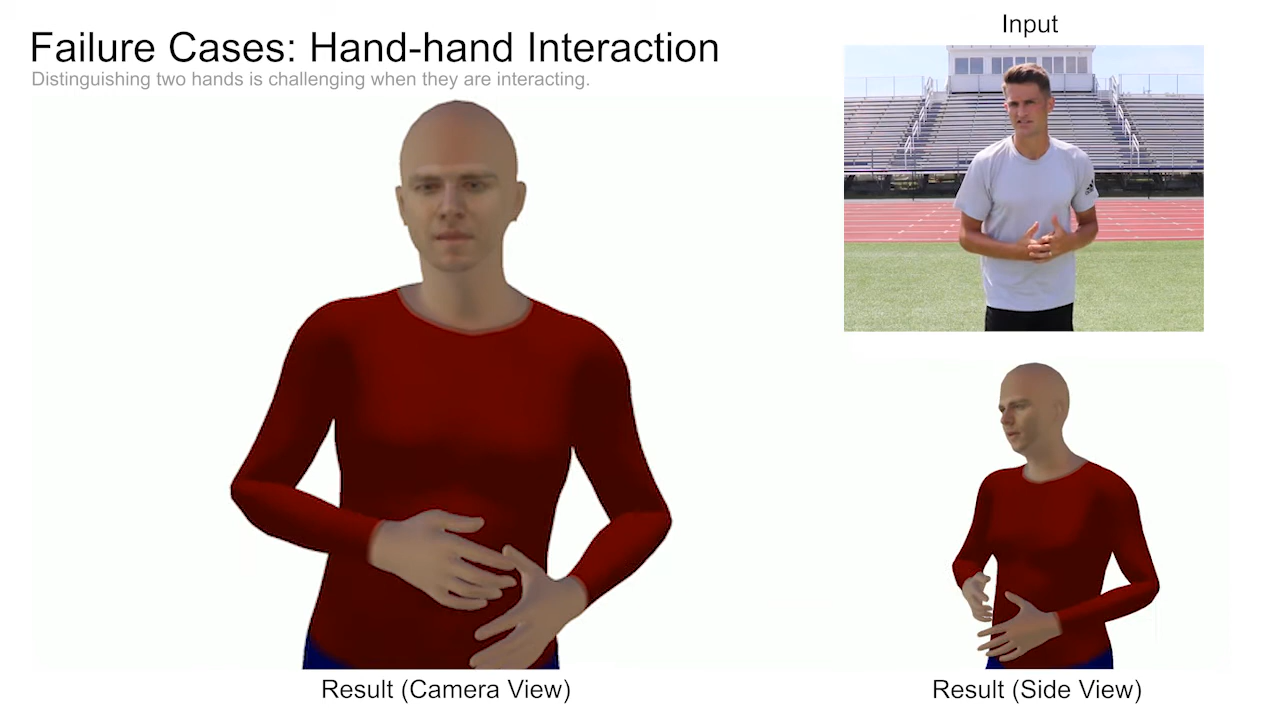 Failure Cases: Hand-hand Interaction
Distinguishing two hands is challenging when they are interacting.
Input
Result (Camera View)
Result (Side View)